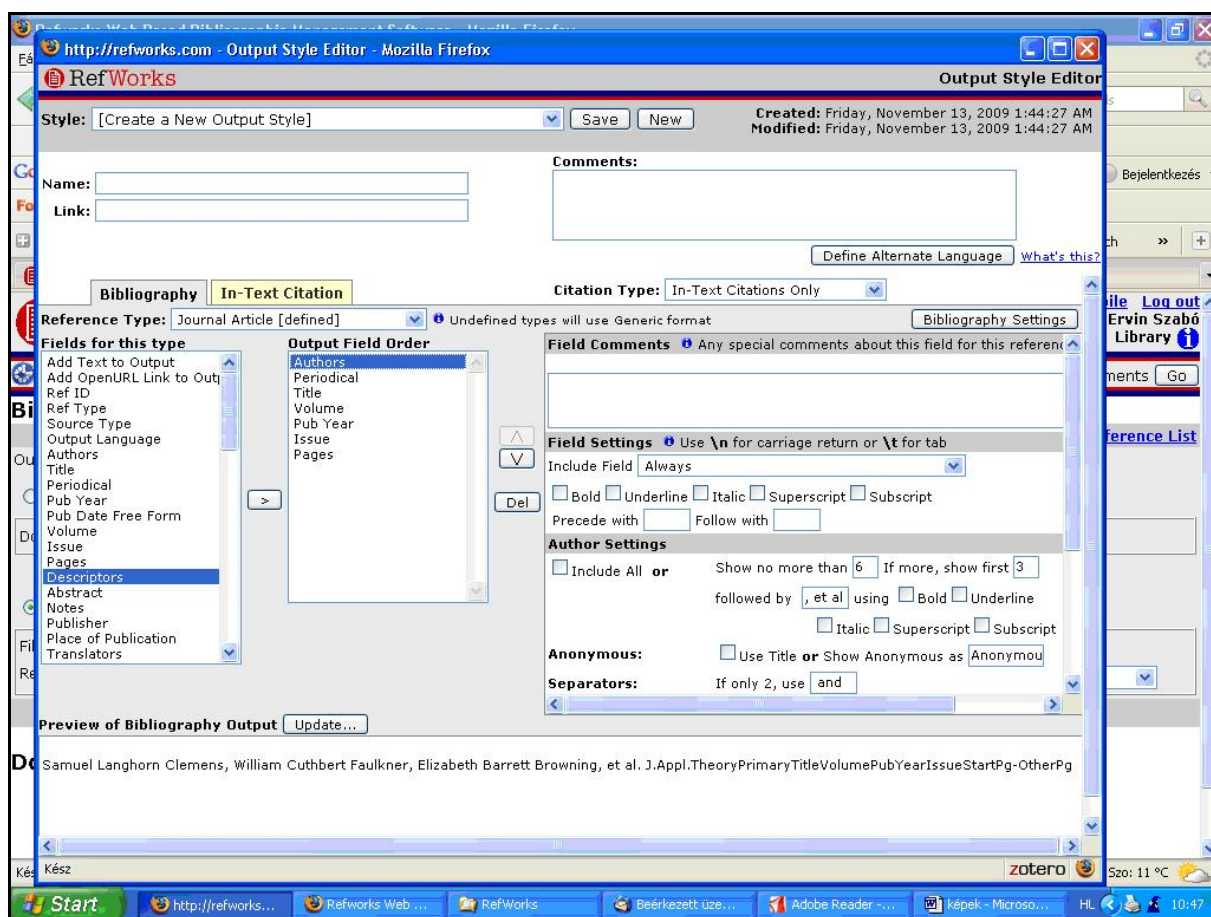 Refworks Web Based Bibliographic Management Software - Mozilla Firefox
http://refworks.com - Output Style Editor - Mozilla Firefox
RefWorks
Output Style Editor
Style: [Create a New Output Style] Save New
Created: Friday, November 13, 2009 1:44:27 AM
Modified: Friday, November 13, 2009 1:44:27 AM
Name:
Link:
Comments:
Define Alternate Language What's this?
Bibliography In-Text Citation
Citation Type: In-Text Citations Only
Reference Type: Journal Article [defined] Undefined types will use Generic format Bibliography Settings
Fields for this type
Add Text to Output
Add OpenURL Link to Outp
Ref ID
Ref Type
Source Type
Output Language
Authors
Title
Periodical
Pub Year
Pub Date Free Form
Volume
Issue
Pages
Descriptors
Abstract
Notes
Publisher
Place of Publication
Translators
>
Output Field Order
Authors
Periodical
Title
Volume
Pub Year
Issue
Pages
Λ
V
Del
Field Comments Any special comments about this field for this referenc
Field Settings Use \n for carriage return or \t for tab
Include Field Always
Bold Underline Italic Superscript Subscript
Precede with Follow with
Author Settings
Include All or Show no more than 6 If more, show first 3
followed by , et al using Bold Underline
Italic Superscript Subscript
Anonymous: Use Title or Show Anonymous as Anonymou
Separators: If only 2, use and
Preview of Bibliography Output Update...
Samuel Langhorn Clemens, William Cuthbert Faulkner, Elizabeth Barrett Browning, et al. J.Appl.TheoryPrimaryTitleVolumePubYearIssueStartPg-OtherPg
Kész
zotero
Bejelentkezés
»
Log out
Ervin Szabó
Library
Go
ference List
Szo: 11 °C
Start http://refworks... Refworks Web ... RefWorks Beérkezett üze... Adobe Reader -... képek - Microso... HL 10:47